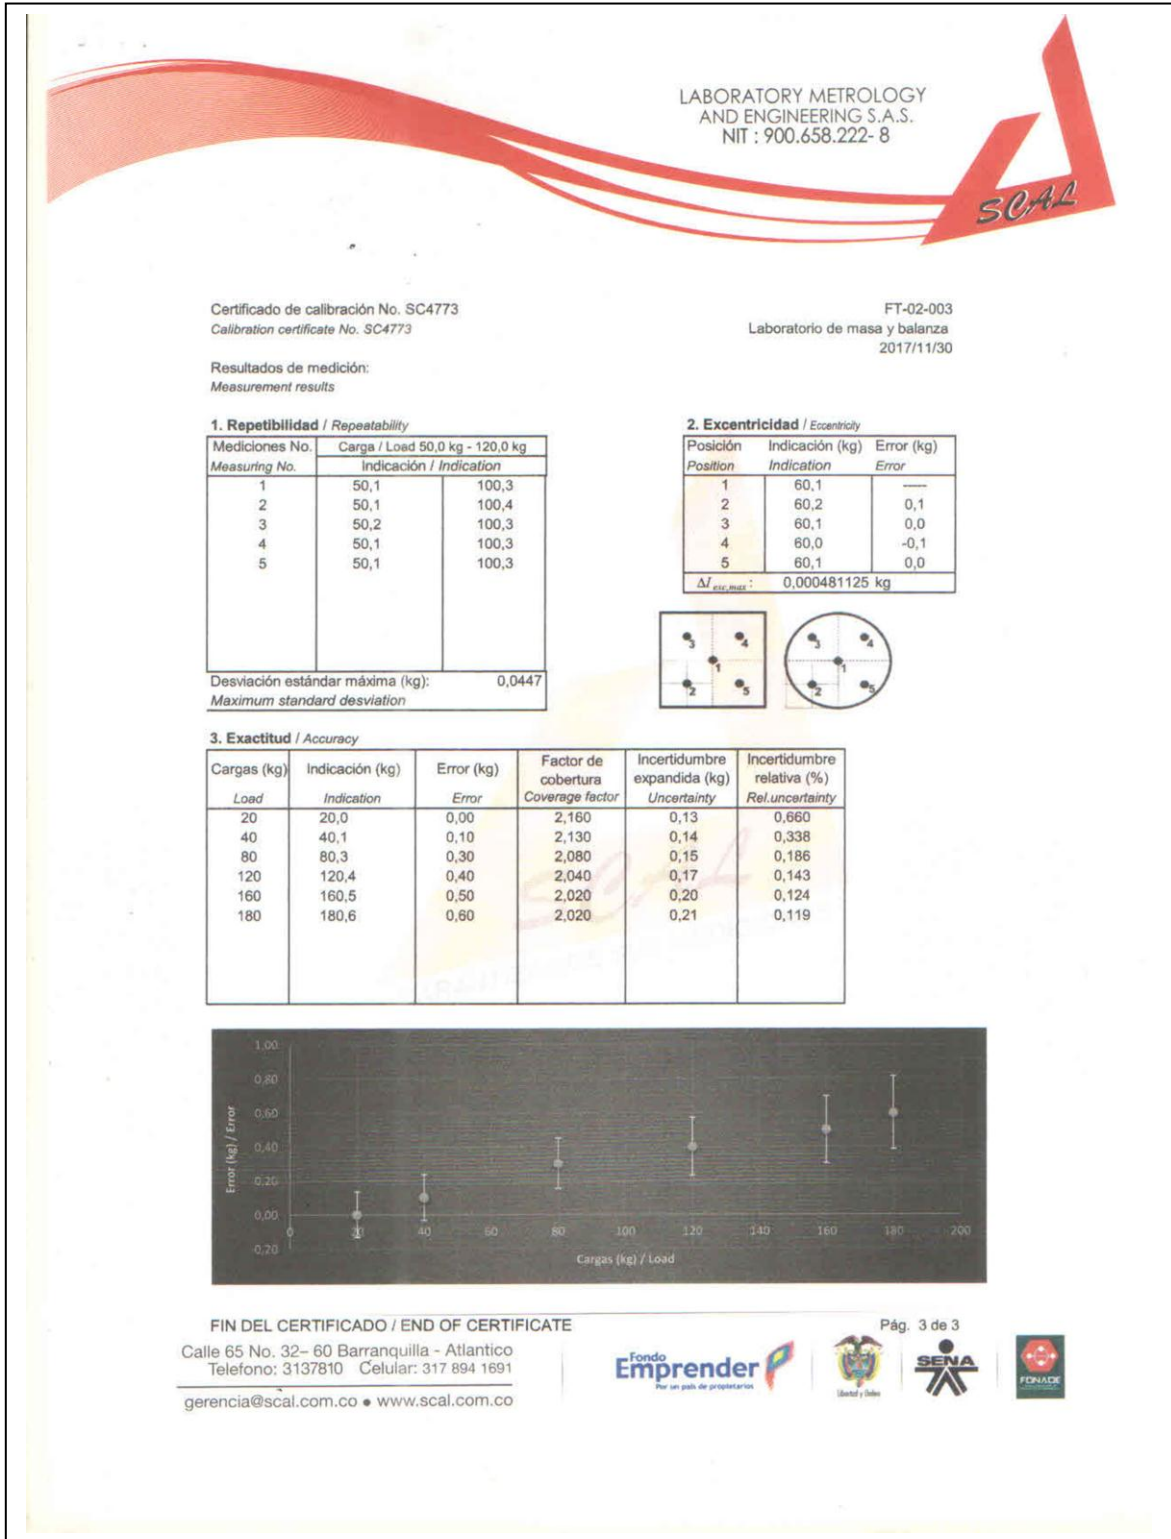 LABORATORY METROLOGY
AND ENGINEERING S.A.S.
NIT : 900.658.222- 8
SCAL
Certificado de calibración No. SC4773
Calibration certificate No. SC4773
FT-02-003
Laboratorio de masa y balanza
2017/11/30
Resultados de medición:
Measurement results
1. Repetibilidad / Repeatability
Mediciones No. Carga / Load 50,0 kg - 120,0 kg
Measuring No. Indicación / Indication
1 50,1 100,3
2 50,1 100,4
3 50,2 100,3
4 50,1 100,3
5 50,1 100,3
Desviación estándar máxima (kg): 0,0447
Maximum standard desviation
2. Excentricidad / Eccentricity
Posición Indicación (kg) Error (kg)
Position Indication Error
1 60,1 —
2 60,2 0,1
3 60,1 0,0
4 60,0 -0,1
5 60,1 0,0
ΔI exc,max : 0,000481125 kg
3 4
1
2 5
3 4
1
2 5
3. Exactitud / Accuracy
Cargas (kg) Indicación (kg) Error (kg) Factor de cobertura Incertidumbre expandida (kg) Incertidumbre relativa (%)
Load Indication Error Coverage factor Uncertainty Rel.uncertainty
20 20,0 0,00 2,160 0,13 0,660
40 40,1 0,10 2,130 0,14 0,338
80 80,3 0,30 2,080 0,15 0,186
120 120,4 0,40 2,040 0,17 0,143
160 160,5 0,50 2,020 0,20 0,124
180 180,6 0,60 2,020 0,21 0,119
SCAL
Error (kg) / Error
1,00
0,80
0,60
0,40
0,20
0,00
0,20
0 20 40 60 80 100 120 140 160 180 200
Cargas (kg) / Load
FIN DEL CERTIFICADO / END OF CERTIFICATE
Pág. 3 de 3
Calle 65 No. 32– 60 Barranquilla - Atlantico
Telefono: 3137810 Celular: 317 894 1691
gerencia@scal.com.co ● www.scal.com.co
Fondo
Emprender
Por un país de propietarios
Libertad y Orden
SENA
FONADE